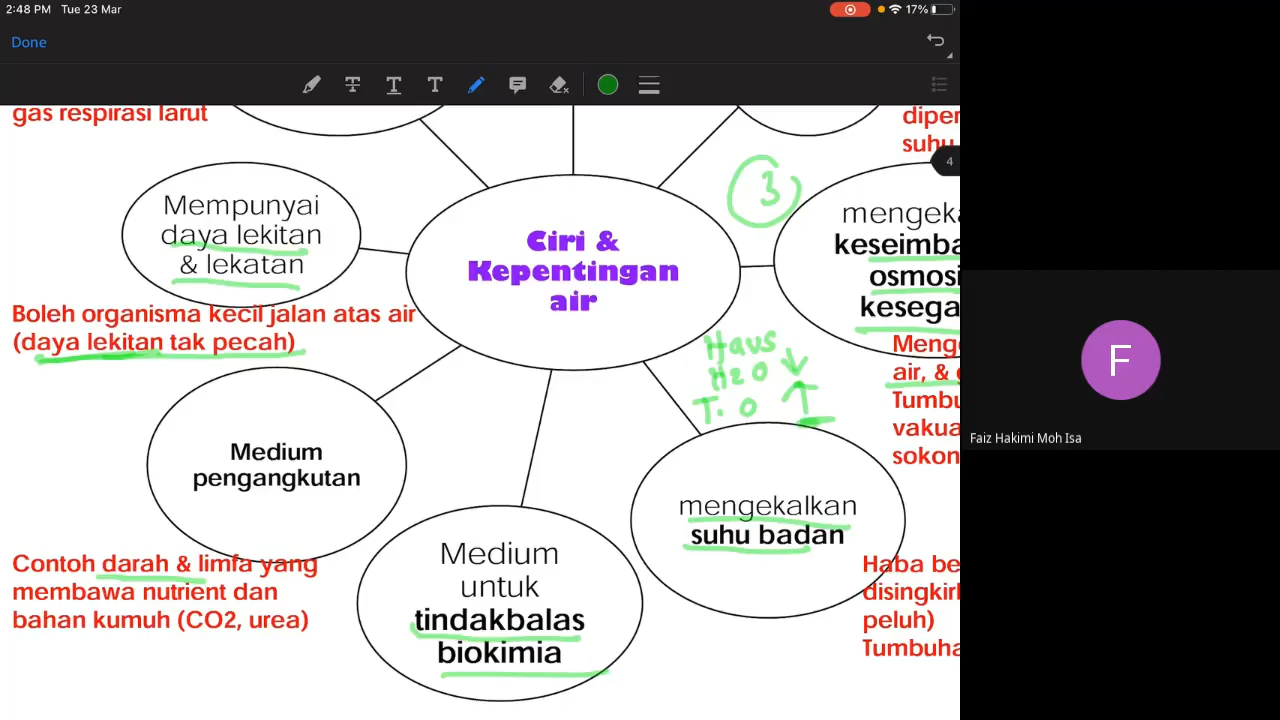 2:48 PM Tue 23 Mar
17%
Done
T
T
T
4
gas respirasi larut
diper
suhu
3
Mempunyai
daya lekitan
& lekatan
Ciri &
Kepentingan
air
mengeka
keseimba
osmosi
kesega
Boleh organisma kecil jalan atas air
(daya lekitan tak pecah)
Haus
H2O ↓
T.O ↑
Meng
air, & g
Tumbu
vakua
sokon
Medium
pengangkutan
mengekalkan
suhu badan
Contoh darah & limfa yang
membawa nutrient dan
bahan kumuh (CO2, urea)
Medium
untuk
tindakbalas
biokimia
Haba be
disingkirk
peluh)
Tumbuha
F
Faiz Hakimi Moh Isa